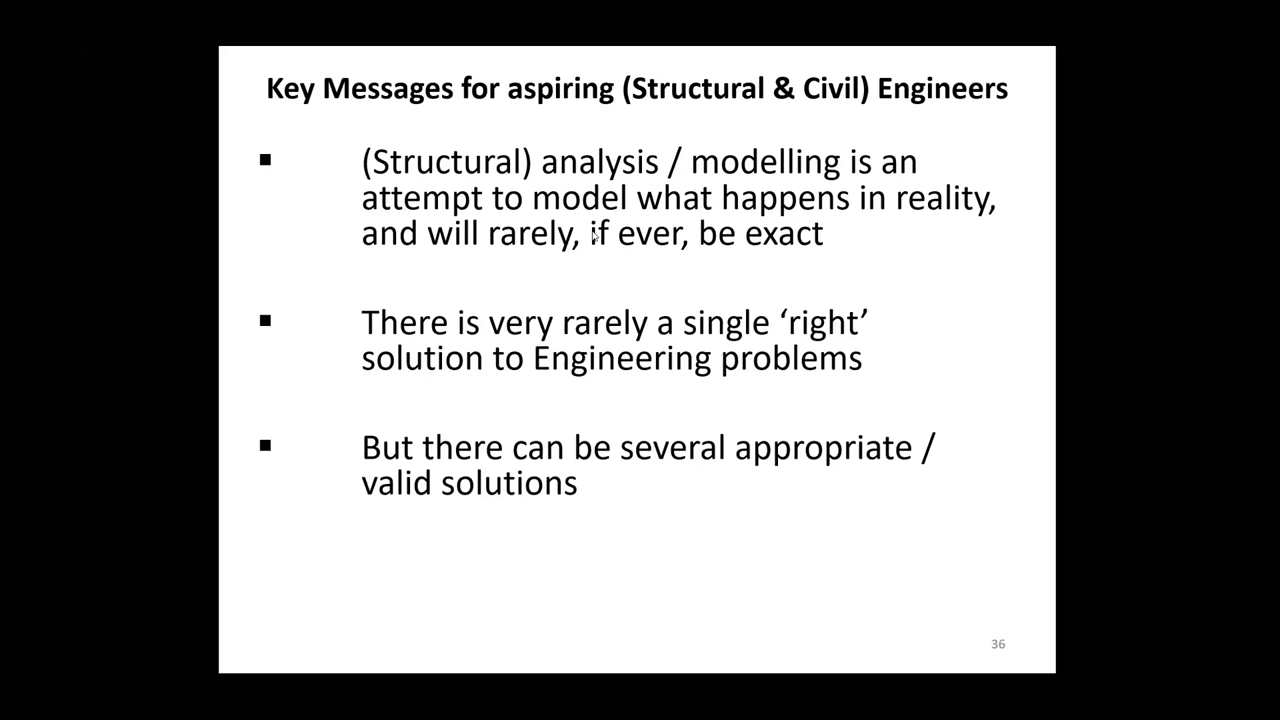 Key Messages for aspiring (Structural & Civil) Engineers
▪ (Structural) analysis / modelling is an
attempt to model what happens in reality,
and will rarely, if ever, be exact
▪ There is very rarely a single ‘right’
solution to Engineering problems
▪ But there can be several appropriate /
valid solutions
36